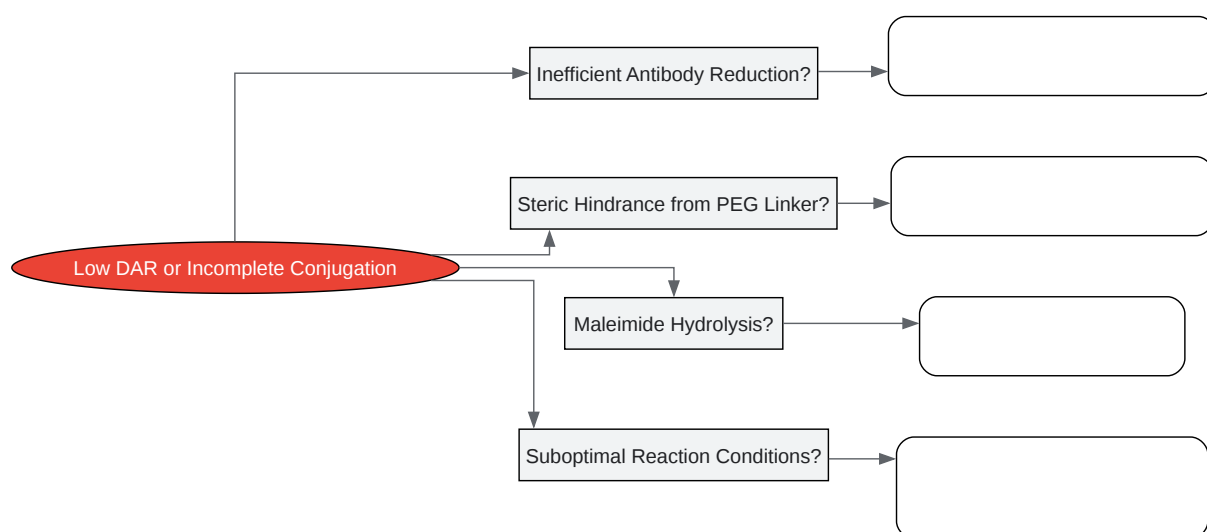 Inefficient Antibody Reduction?
Steric Hindrance from PEG Linker?
Low DAR or Incomplete Conjugation
Maleimide Hydrolysis?
Suboptimal Reaction Conditions?